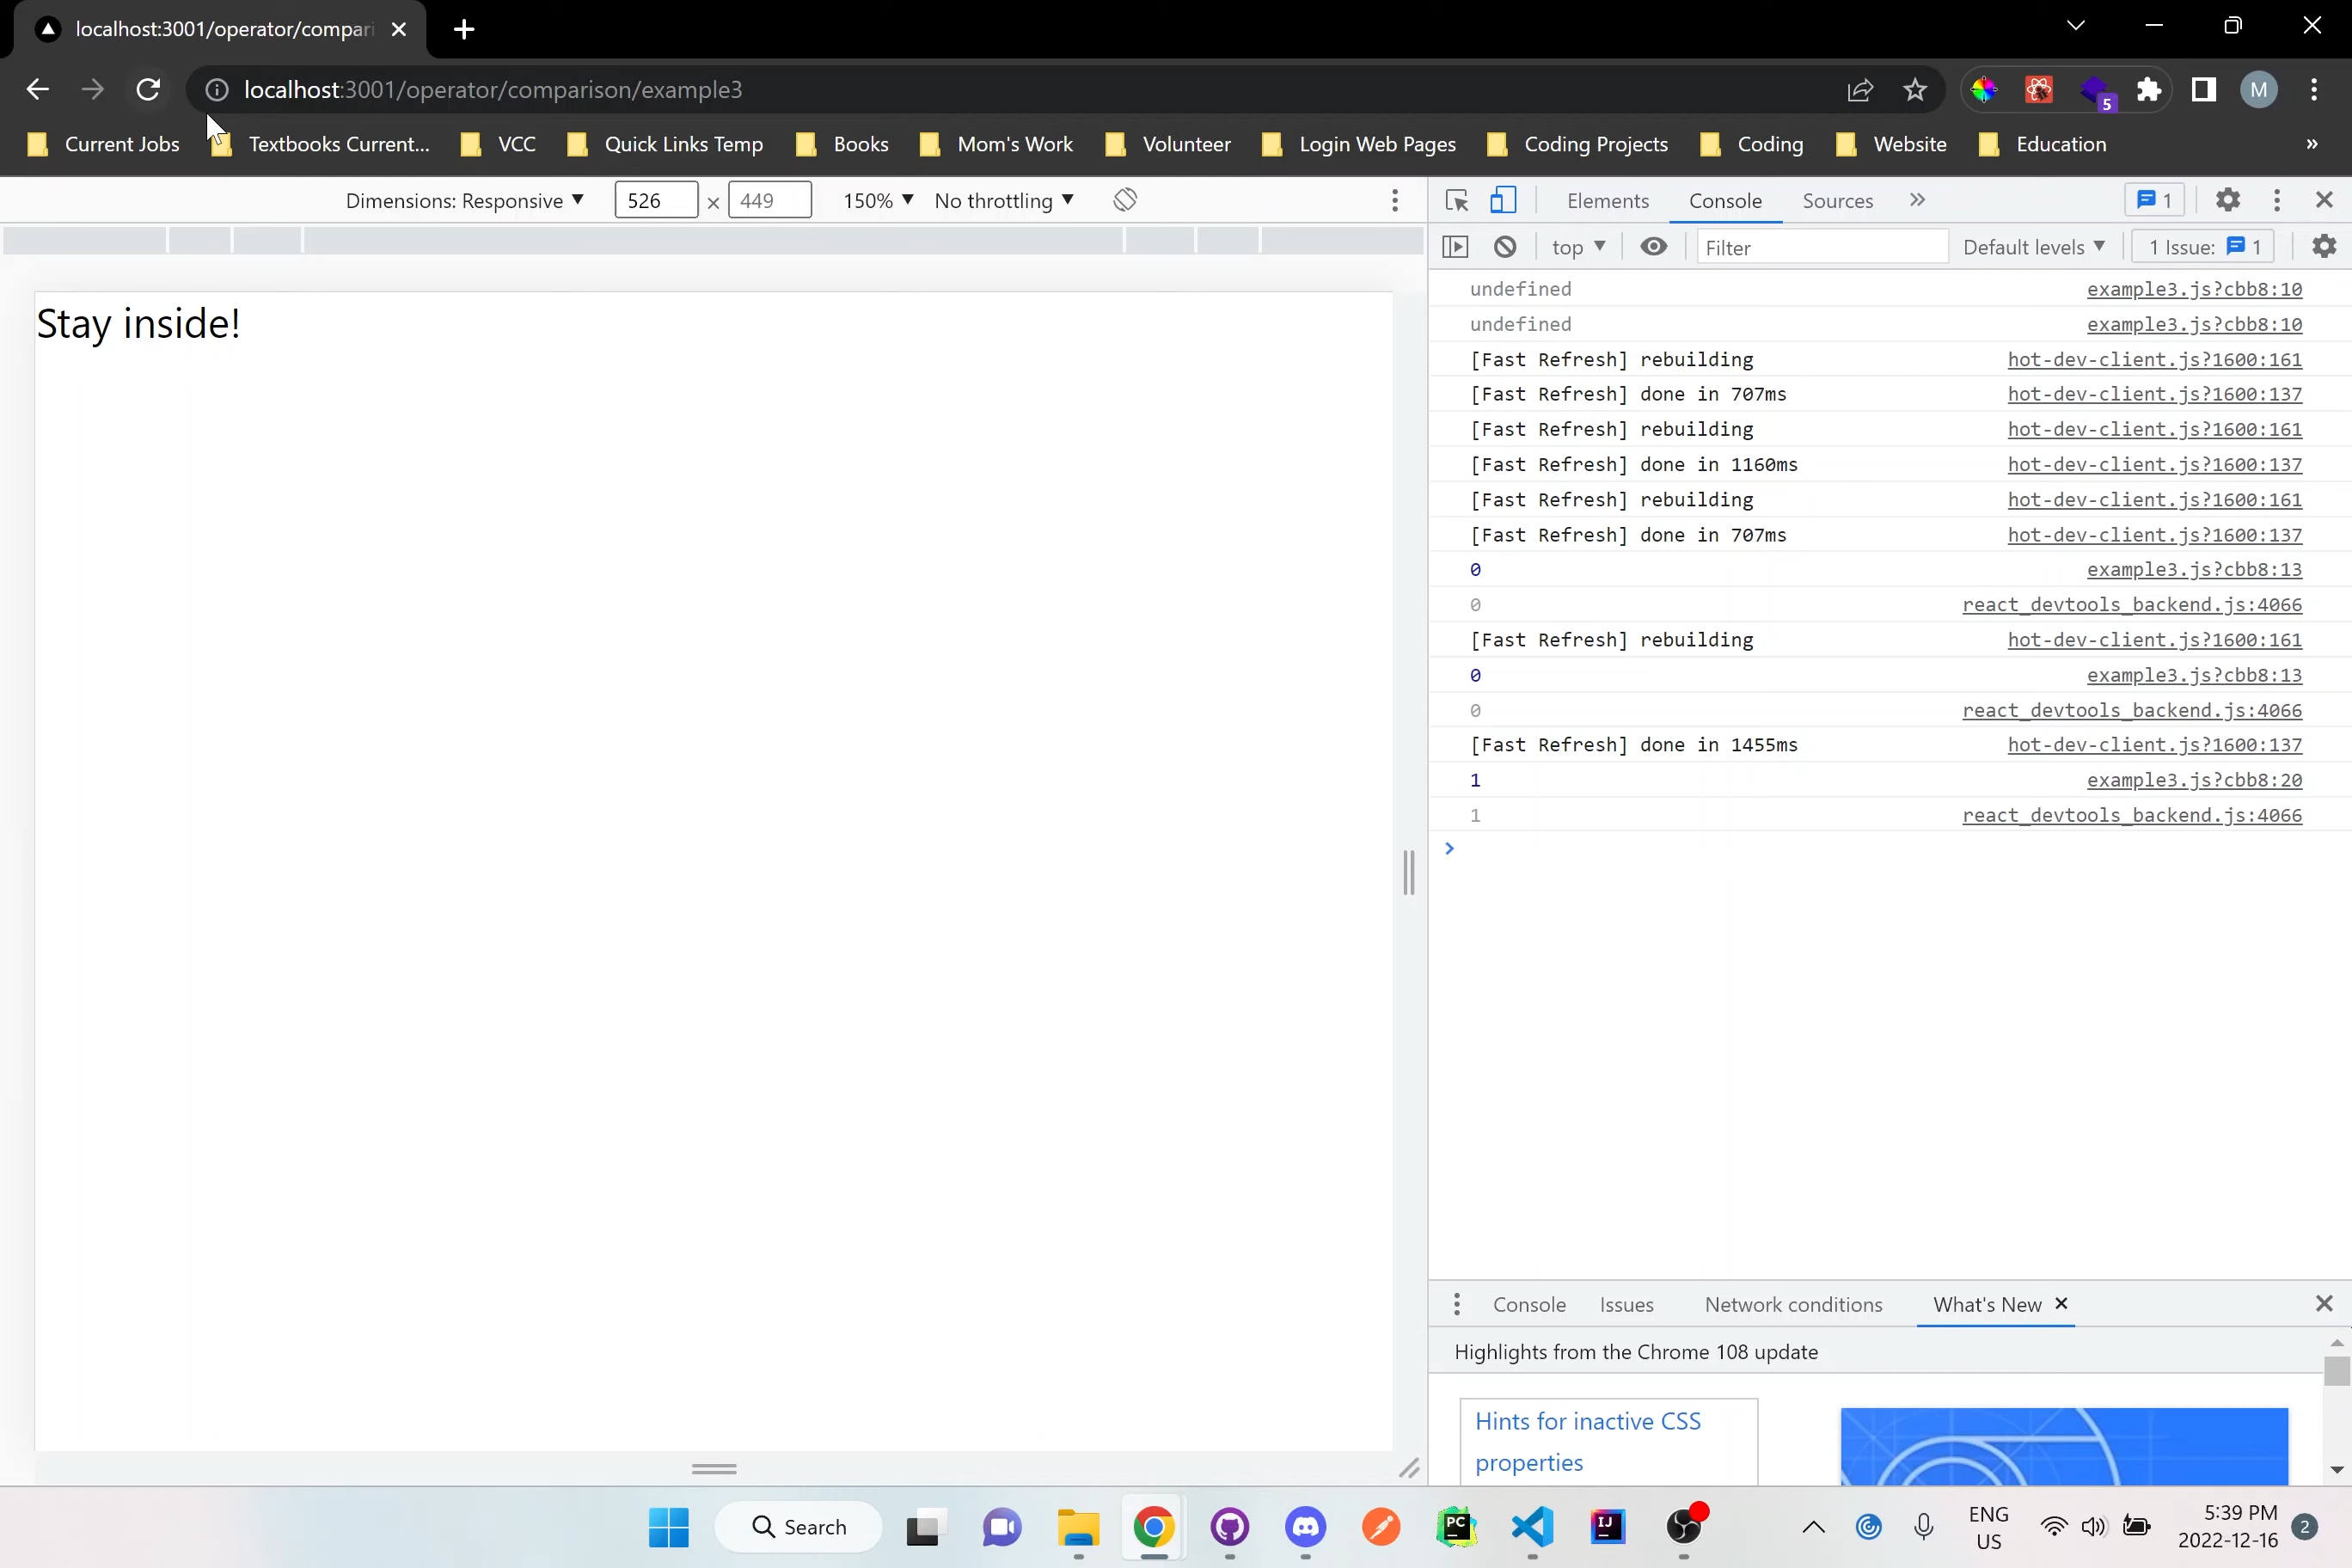 localhost:3001/operator/compari
localhost:3001/operator/comparison/example3
5
M
Current Jobs Textbooks Current... VCC Quick Links Temp Books Mom's Work Volunteer Login Web Pages Coding Projects Coding Website Education »
Dimensions: Responsive ▼ 526 × 449 150% ▼ No throttling ▼
Elements Console Sources » 1
top ▼ Filter Default levels ▼ 1 Issue: 1
Stay inside!
undefined example3.js?cbb8:10
undefined example3.js?cbb8:10
[Fast Refresh] rebuilding hot-dev-client.js?1600:161
[Fast Refresh] done in 707ms hot-dev-client.js?1600:137
[Fast Refresh] rebuilding hot-dev-client.js?1600:161
[Fast Refresh] done in 1160ms hot-dev-client.js?1600:137
[Fast Refresh] rebuilding hot-dev-client.js?1600:161
[Fast Refresh] done in 707ms hot-dev-client.js?1600:137
0 example3.js?cbb8:13
0 react_devtools_backend.js:4066
[Fast Refresh] rebuilding hot-dev-client.js?1600:161
0 example3.js?cbb8:13
0 react_devtools_backend.js:4066
[Fast Refresh] done in 1455ms hot-dev-client.js?1600:137
1 example3.js?cbb8:20
1 react_devtools_backend.js:4066
Console Issues Network conditions What's New
Highlights from the Chrome 108 update
Hints for inactive CSS
properties
Search
PC
IJ
ENG
US
5:39 PM
2022-12-16
2